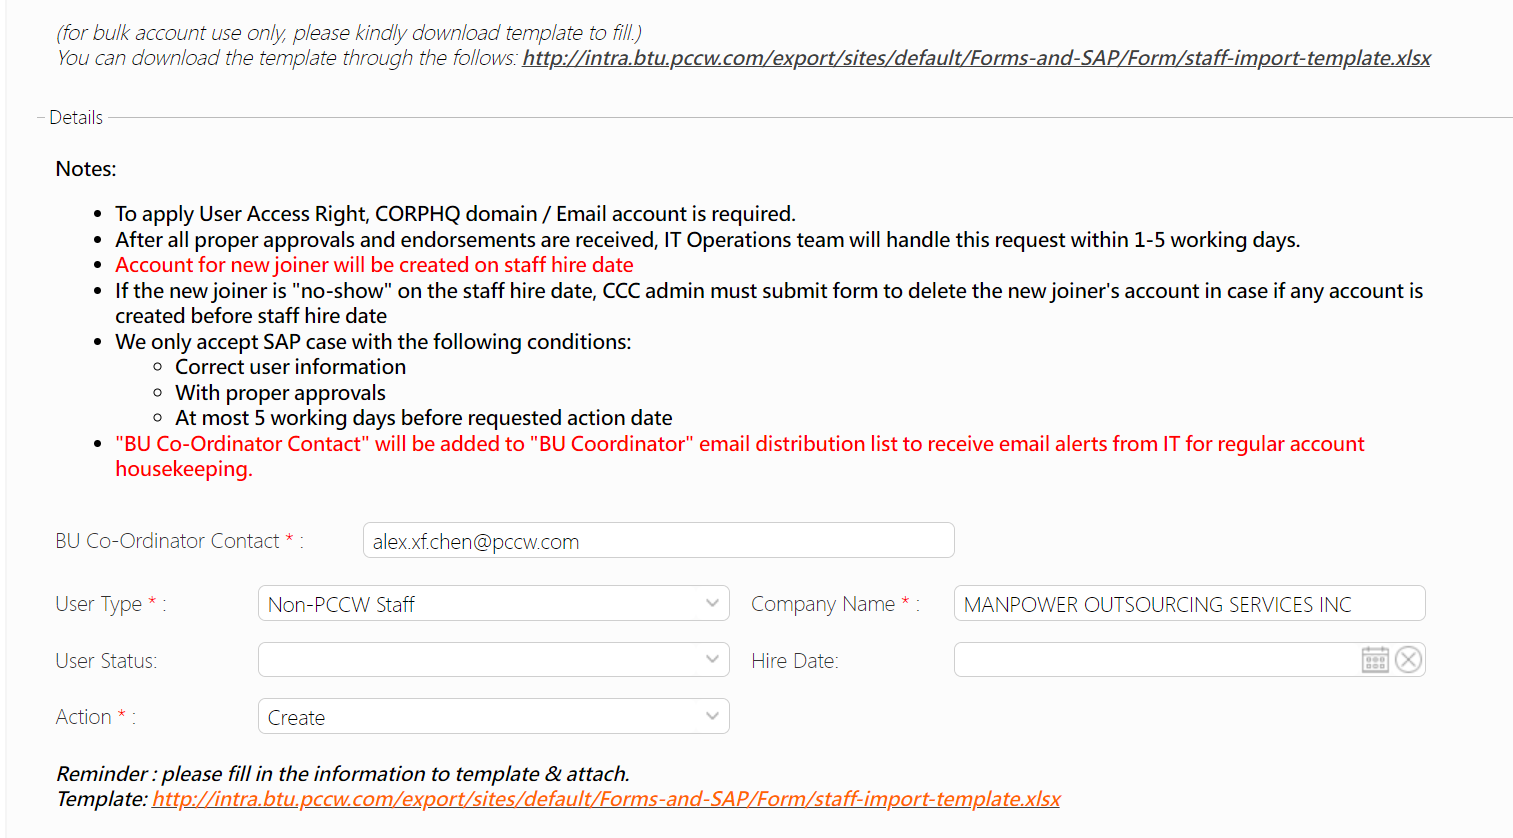 (for bulk account use only, please kindly download template to fill.)
You can download the template through the follows: http://intra.btu.pccw.com/export/sites/default/Forms-and-SAP/Form/staff-import-template.xlsx
Details
Notes:
• To apply User Access Right, CORPHQ domain / Email account is required.
• After all proper approvals and endorsements are received, IT Operations team will handle this request within 1-5 working days.
• Account for new joiner will be created on staff hire date
• If the new joiner is "no-show" on the staff hire date, CCC admin must submit form to delete the new joiner's account in case if any account is
created before staff hire date
• We only accept SAP case with the following conditions:
◦ Correct user information
◦ With proper approvals
◦ At most 5 working days before requested action date
• "BU Co-Ordinator Contact" will be added to "BU Coordinator" email distribution list to receive email alerts from IT for regular account
housekeeping.
BU Co-Ordinator Contact * : alex.xf.chen@pccw.com
User Type * : Non-PCCW Staff Company Name * : MANPOWER OUTSOURCING SERVICES INC
User Status: Hire Date:
Action * : Create
Reminder : please fill in the information to template & attach.
Template: http://intra.btu.pccw.com/export/sites/default/Forms-and-SAP/Form/staff-import-template.xlsx